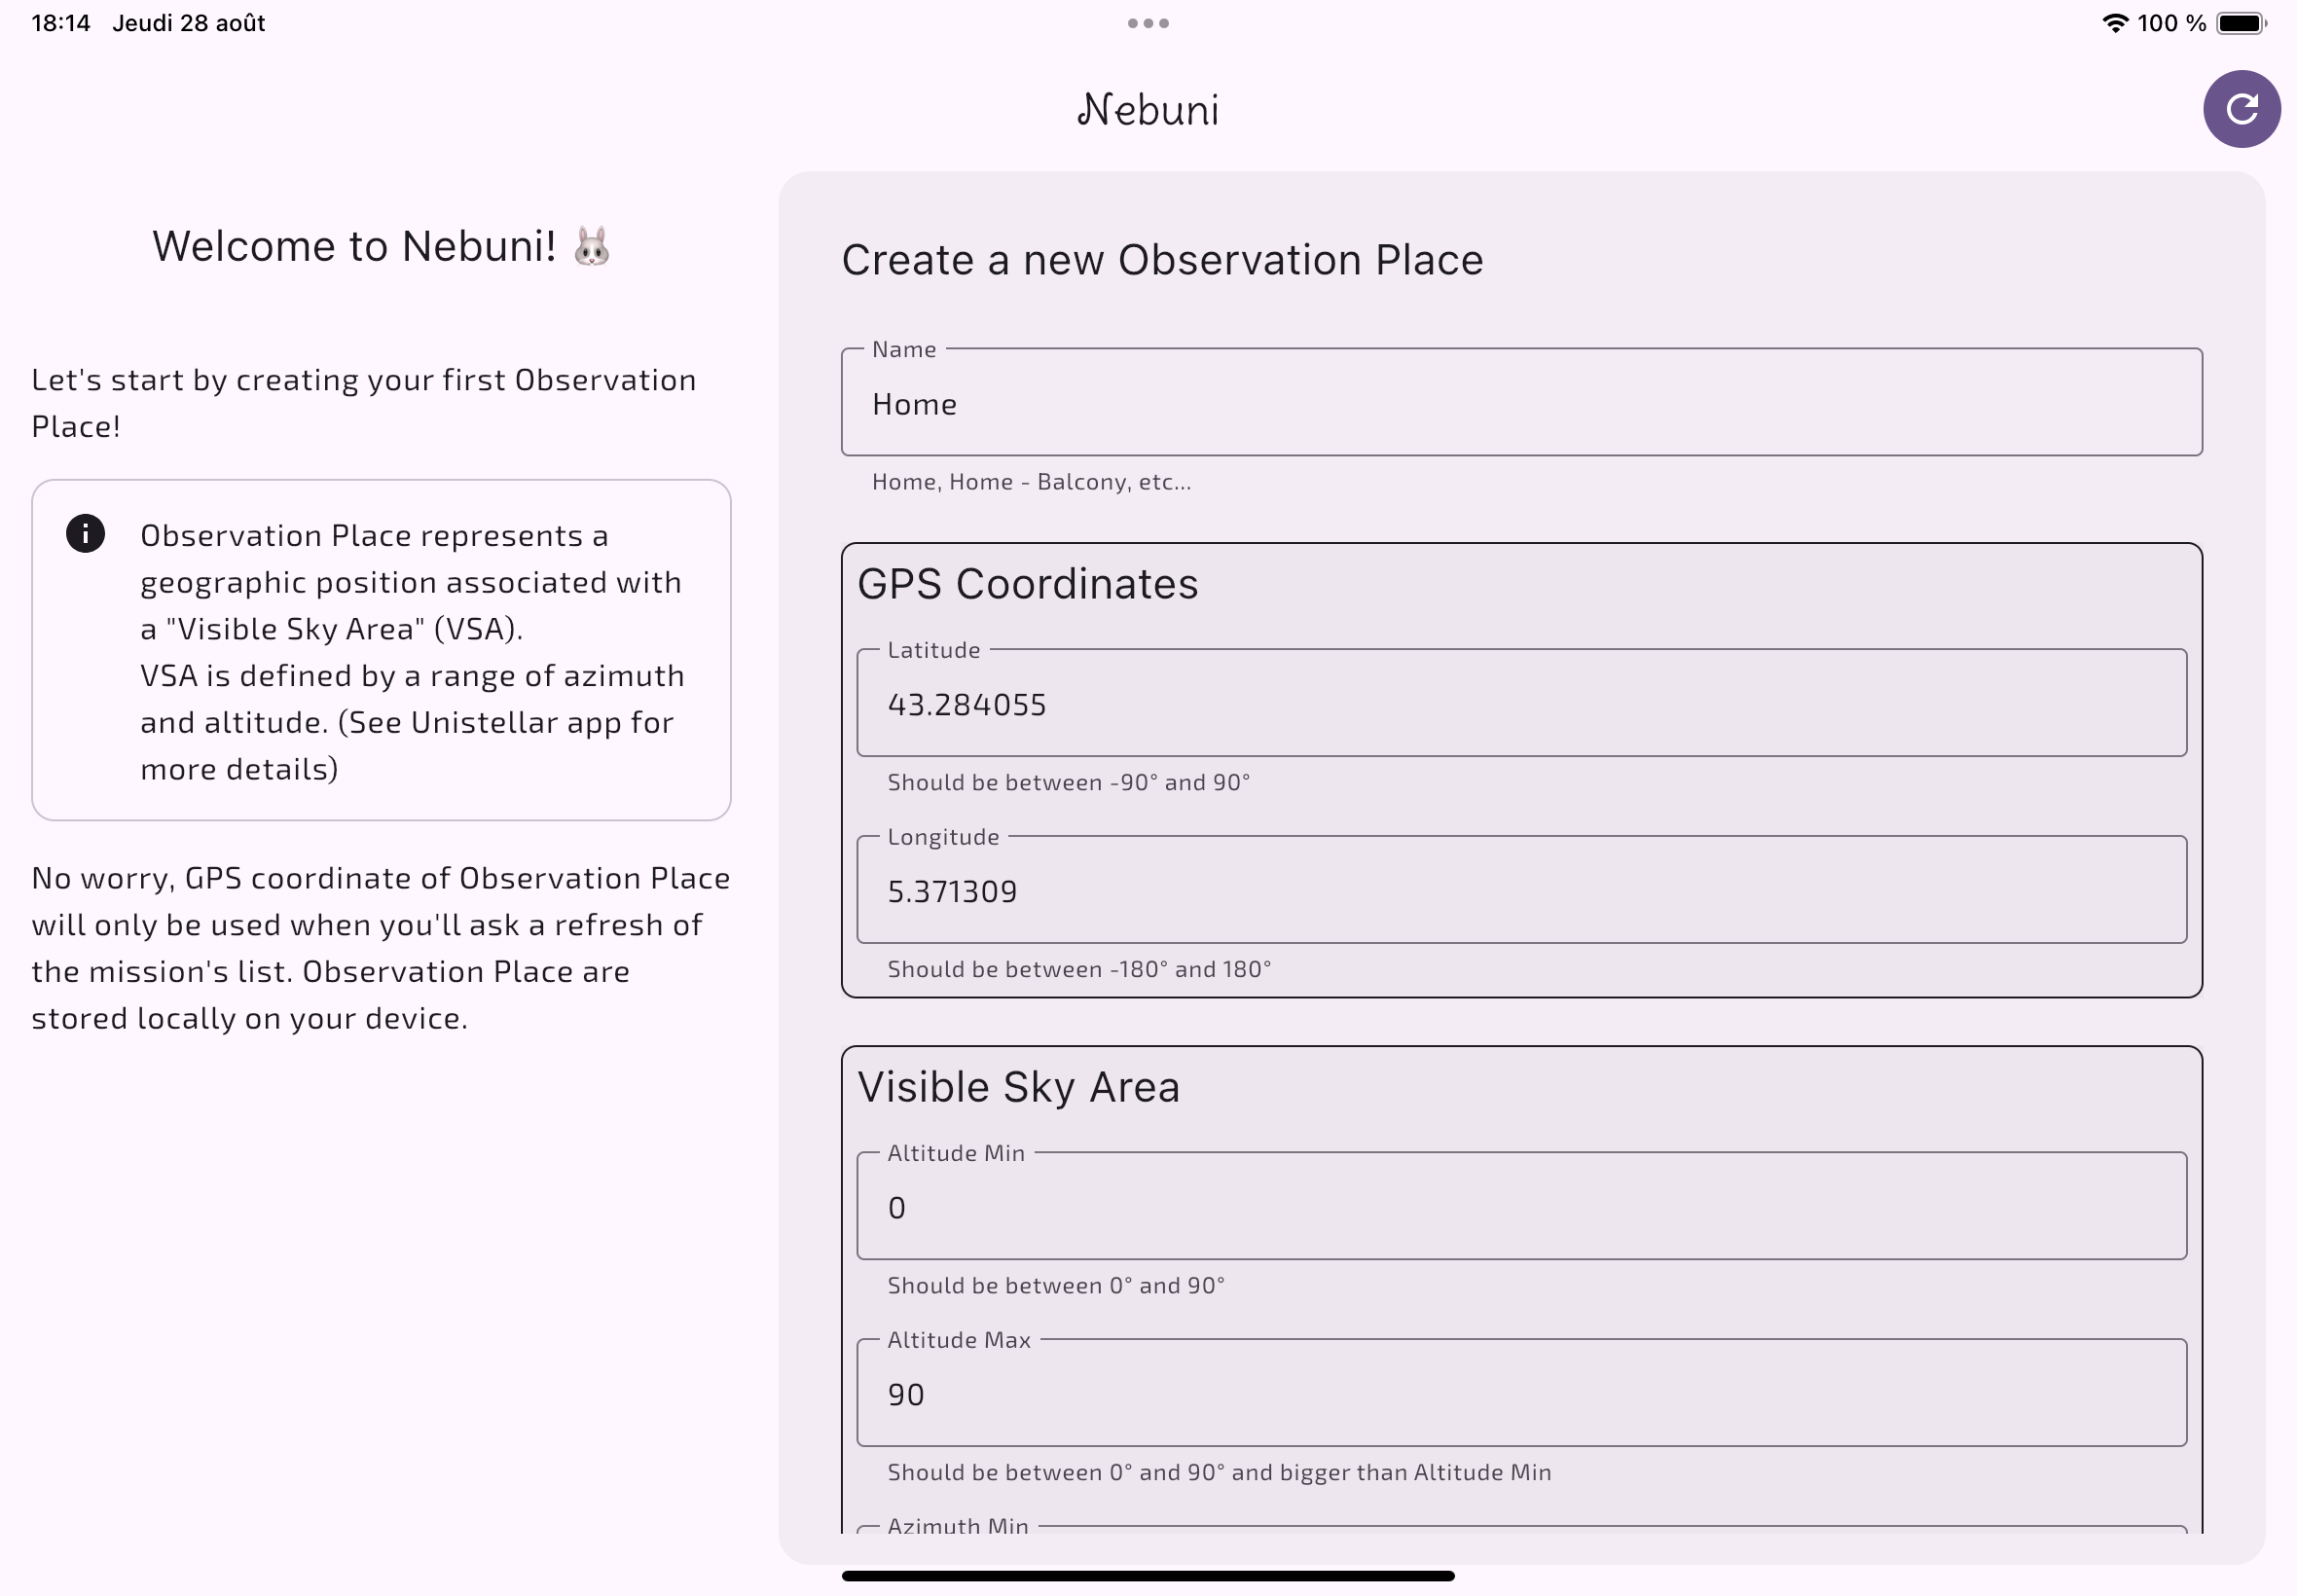 18:14 Jeudi 28 août
100 %
Nebuni
Welcome to Nebuni! 🐰
Let's start by creating your first Observation
Place!
Observation Place represents a
geographic position associated with
a "Visible Sky Area" (VSA).
VSA is defined by a range of azimuth
and altitude. (See Unistellar app for
more details)
No worry, GPS coordinate of Observation Place
will only be used when you'll ask a refresh of
the mission's list. Observation Place are
stored locally on your device.
Create a new Observation Place
Name
Home
Home, Home - Balcony, etc...
GPS Coordinates
Latitude
43.284055
Should be between -90° and 90°
Longitude
5.371309
Should be between -180° and 180°
Visible Sky Area
Altitude Min
0
Should be between 0° and 90°
Altitude Max
90
Should be between 0° and 90° and bigger than Altitude Min
Azimuth Min